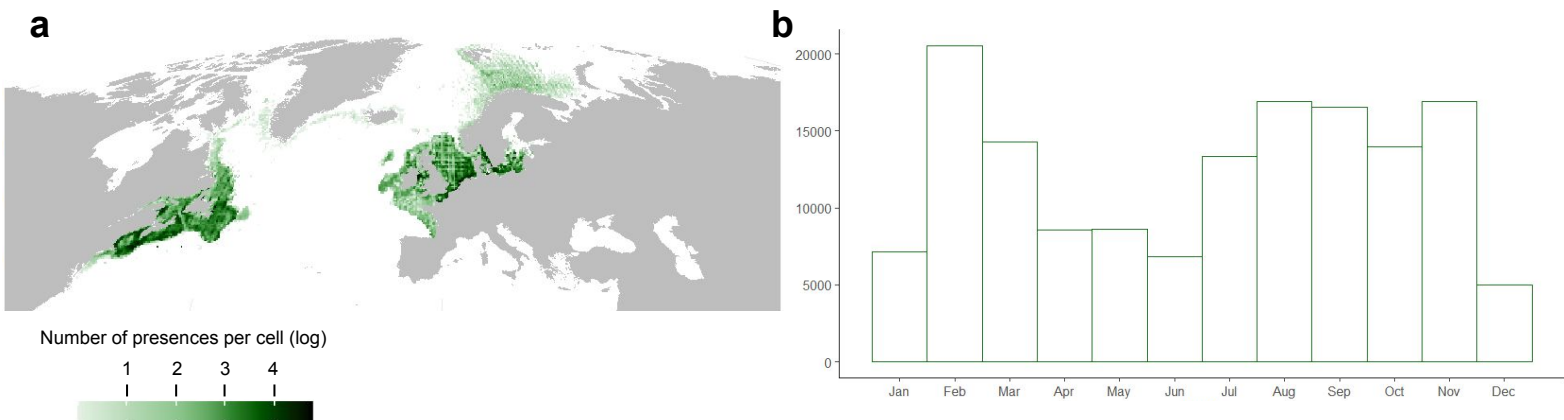 a
Number of presences per cell (log)
1 2 3 4
b
20000
15000
10000
5000
0
Jan Feb Mar Apr May Jun Jul Aug Sep Oct Nov Dec